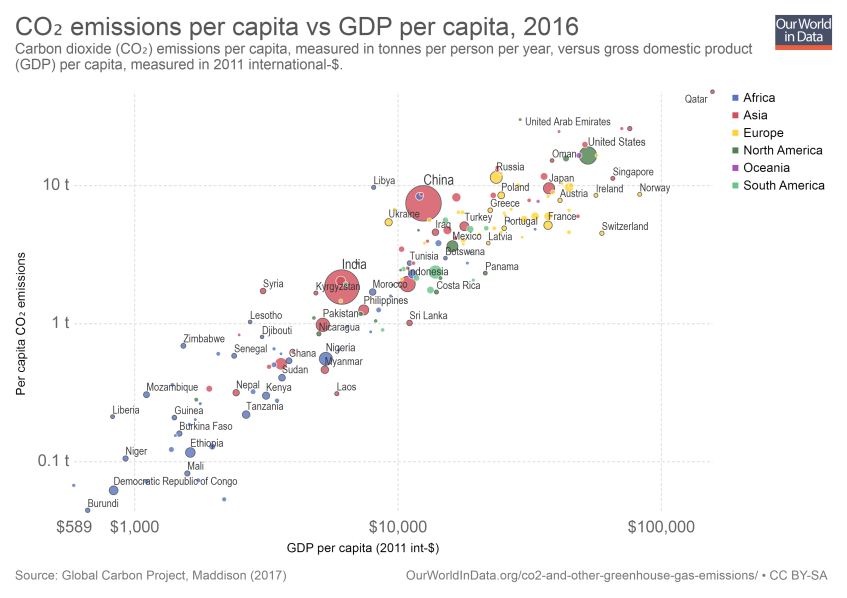 CO₂ emissions per capita vs GDP per capita, 2016
Our World
in Data
Carbon dioxide (CO₂) emissions per capita, measured in tonnes per person per year, versus gross domestic product
(GDP) per capita, measured in 2011 international-$.
Qatar
Africa
Asia
Europe
North America
Oceania
South America
United Arab Emirates
United States
Oman
Russia
Singapore
China
Libya
Japan
10 t
Poland
Austria
Ireland
Norway
Greece
Ukraine
Turkey
Portugal
France
Iraq
Switzerland
Mexico
Latvia
Botswana
Tunisia
India
Indonesia
Panama
Syria
Kyrgyzstan
Morocco
Costa Rica
Philippines
Pakistan
Sri Lanka
Lesotho
1 t
Nicaragua
Djibouti
Zimbabwe
Senegal
Ghana
Nigeria
Myanmar
Sudan
Mozambique
Nepal
Kenya
Laos
Liberia
Guinea
Tanzania
Burkina Faso
Ethiopia
Niger
0.1 t
Mali
Democratic Republic of Congo
Burundi
Per capita CO₂ emissions
$589
$1,000
$10,000
$100,000
GDP per capita (2011 int-$)
Source: Global Carbon Project, Maddison (2017)
OurWorldInData.org/co2-and-other-greenhouse-gas-emissions/ • CC BY-SA